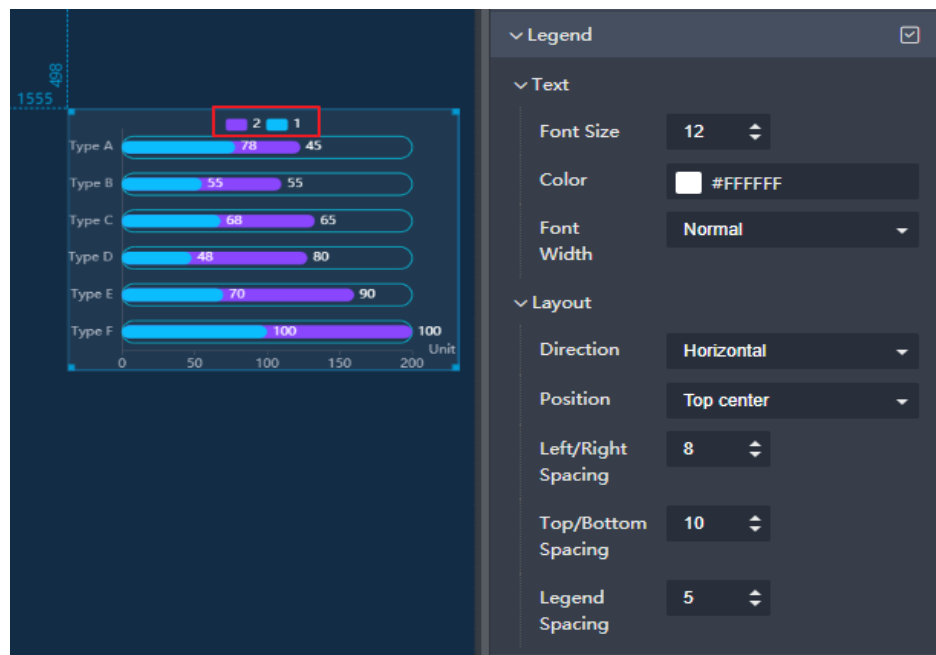 498
1555
2 1
Type A 78 45
Type B 55 55
Type C 68 65
Type D 48 80
Type E 70 90
Type F 100 100
Unit
0 50 100 150 200
Legend
Text
Font Size 12
Color #FFFFFF
Font
Width
Normal
Layout
Direction Horizontal
Position Top center
Left/Right
Spacing
8
Top/Bottom
Spacing
10
Legend
Spacing
5